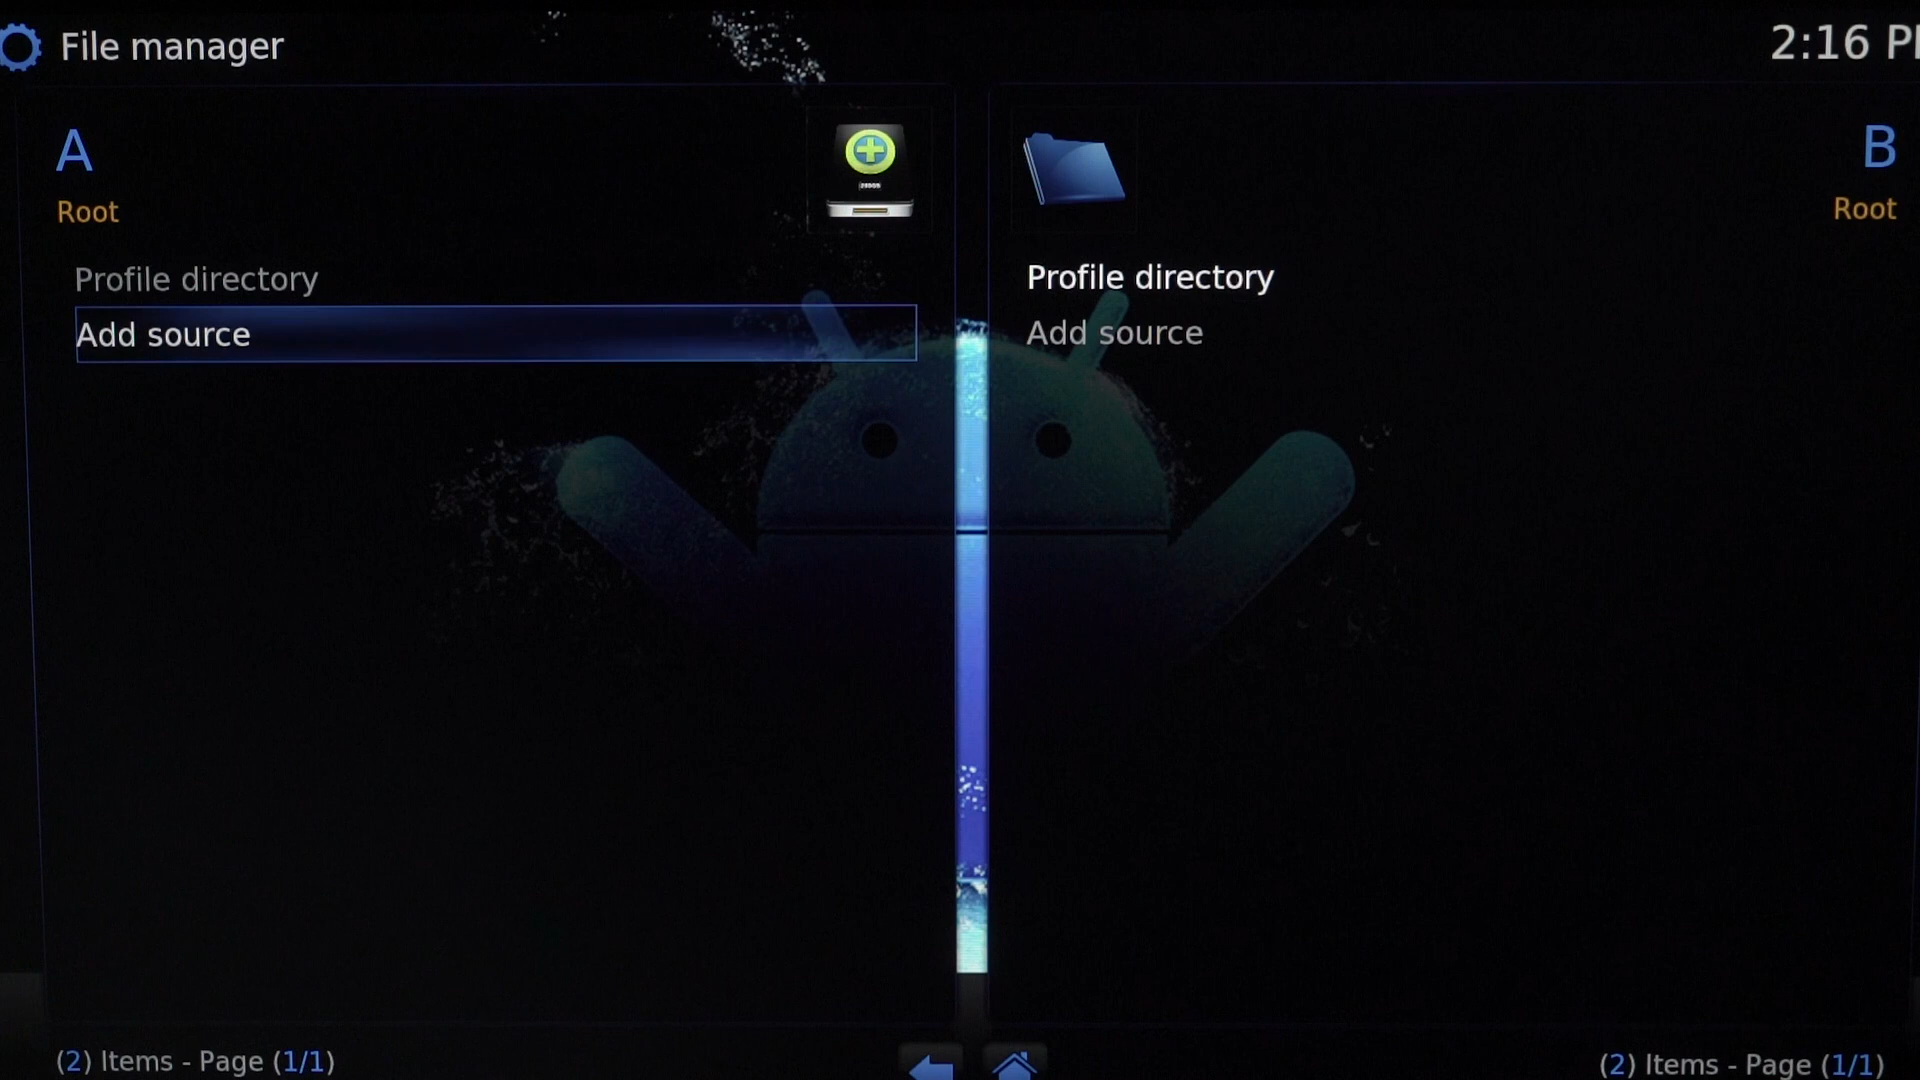 File manager
2:16 P
A
B
Root
Root
Profile directory
Add source
Profile directory
Add source
(2) Items - Page (1/1)
(2) Items - Page (1/1)